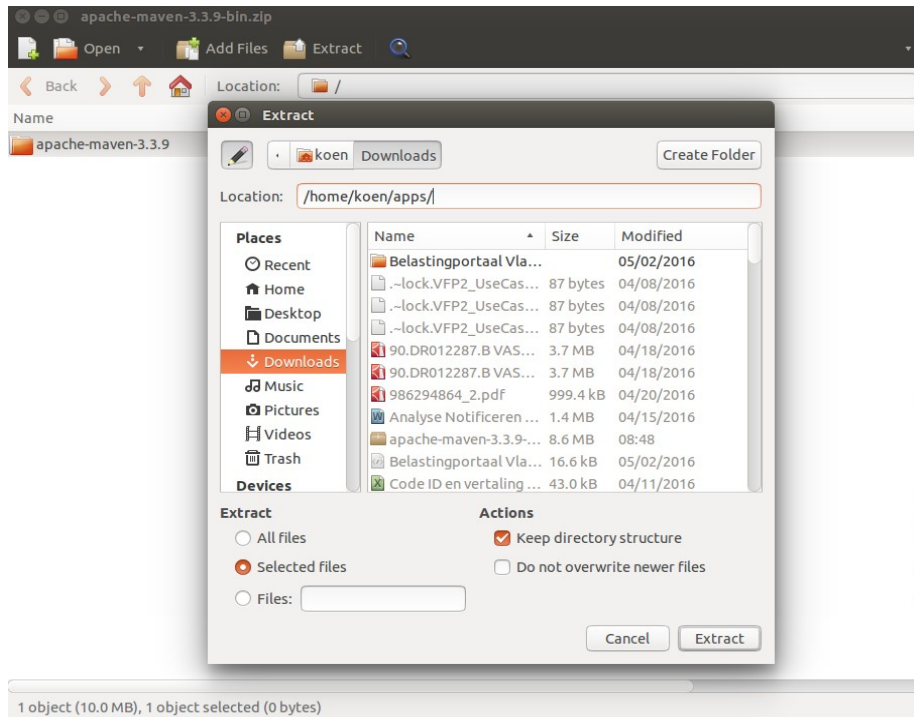 apache-maven-3.3.9-bin.zip
Open Add Files Extract
Back Location: /
Name
apache-maven-3.3.9
Extract
koen Downloads Create Folder
Location: /home/koen/apps/
Places
Recent
Home
Desktop
Documents
Downloads
Music
Pictures
Videos
Trash
Devices
Name Size Modified
Belastingportaal Vla... 05/02/2016
.~lock.VFP2_UseCas... 87 bytes 04/08/2016
.~lock.VFP2_UseCas... 87 bytes 04/08/2016
.~lock.VFP2_UseCas... 87 bytes 04/08/2016
90.DR012287.B VAS... 3.7 MB 04/18/2016
90.DR012287.B VAS... 3.7 MB 04/18/2016
986294864_2.pdf 999.4 kB 04/20/2016
Analyse Notificeren ... 1.4 MB 04/15/2016
apache-maven-3.3.9-... 8.6 MB 08:48
Belastingportaal Vla... 16.6 kB 05/02/2016
Code ID en vertaling ... 43.0 kB 04/11/2016
Extract
All files
Selected files
Files:
Actions
Keep directory structure
Do not overwrite newer files
Cancel Extract
1 object (10.0 MB), 1 object selected (0 bytes)